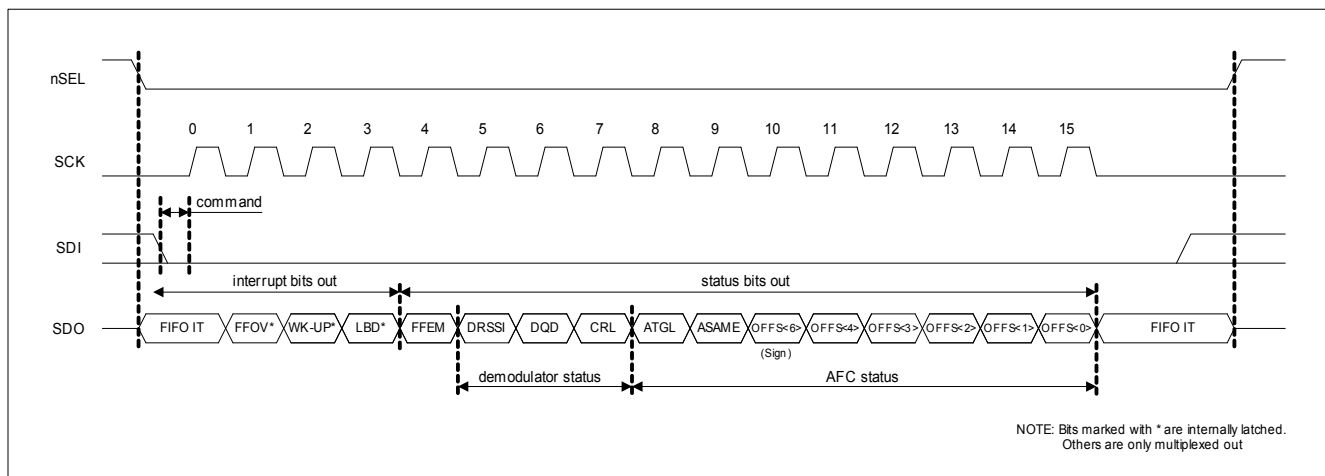 nSEL
0 1 2 3 4 5 6 7 8 9 10 11 12 13 14 15
SCK
command
SDI
interrupt bits out status bits out
SDO FIFO IT FFOV* WK-UP* LBD* FFEM DRSSI DQD CRL ATGL ASAME OFFS<6> OFFS<4> OFFS<3> OFFS<2> OFFS<1> OFFS<0> FIFO IT
(Sign)
demodulator status AFC status
NOTE: Bits marked with * are internally latched.
Others are only multiplexed out